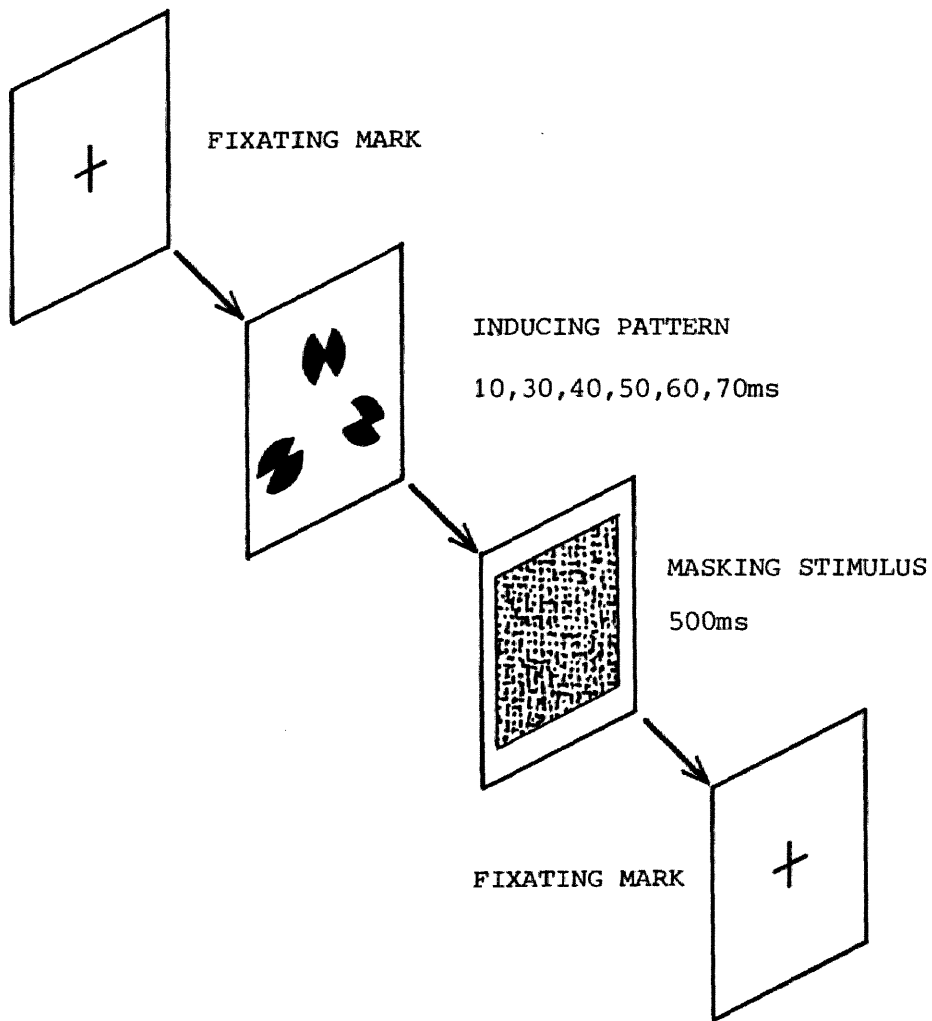 FIXATING MARK
INDUCING PATTERN
10,30,40,50,60,70ms
MASKING STIMULUS
500ms
FIXATING MARK